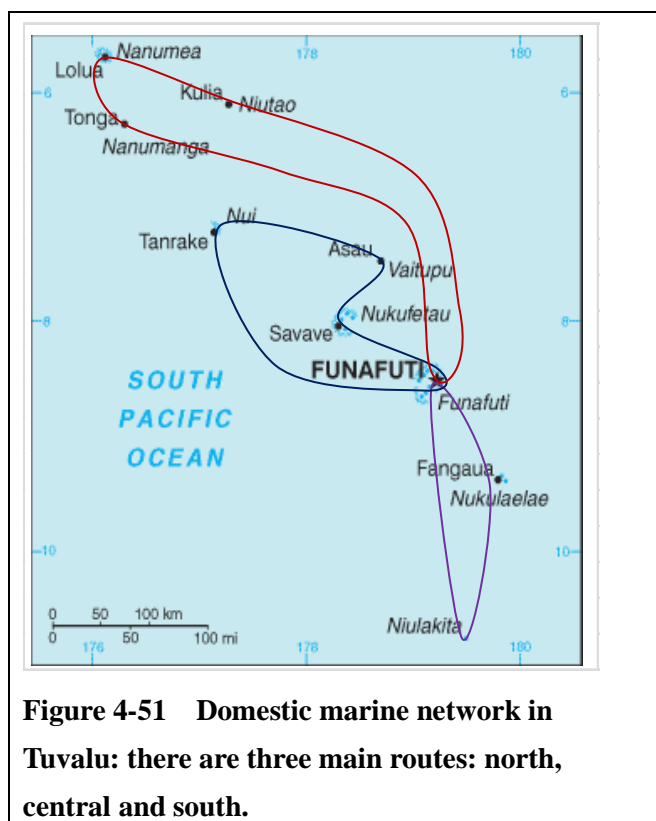 176
178
180
Nanumea
Lolua
6
Kulia
Niutao
6
Tonga
Nanumanga
Nui
Tanrake
Asau
Vaitupu
8
Nukufetau
8
Savave
FUNAFUTI
SOUTH
PACIFIC
OCEAN
Funafuti
Fangaua
Nukulaelae
10
10
0 50 100 km
0 50 100 mi
Niulakita
176
178
180
Figure 4-51 Domestic marine network in
Tuvalu: there are three main routes: north,
central and south.